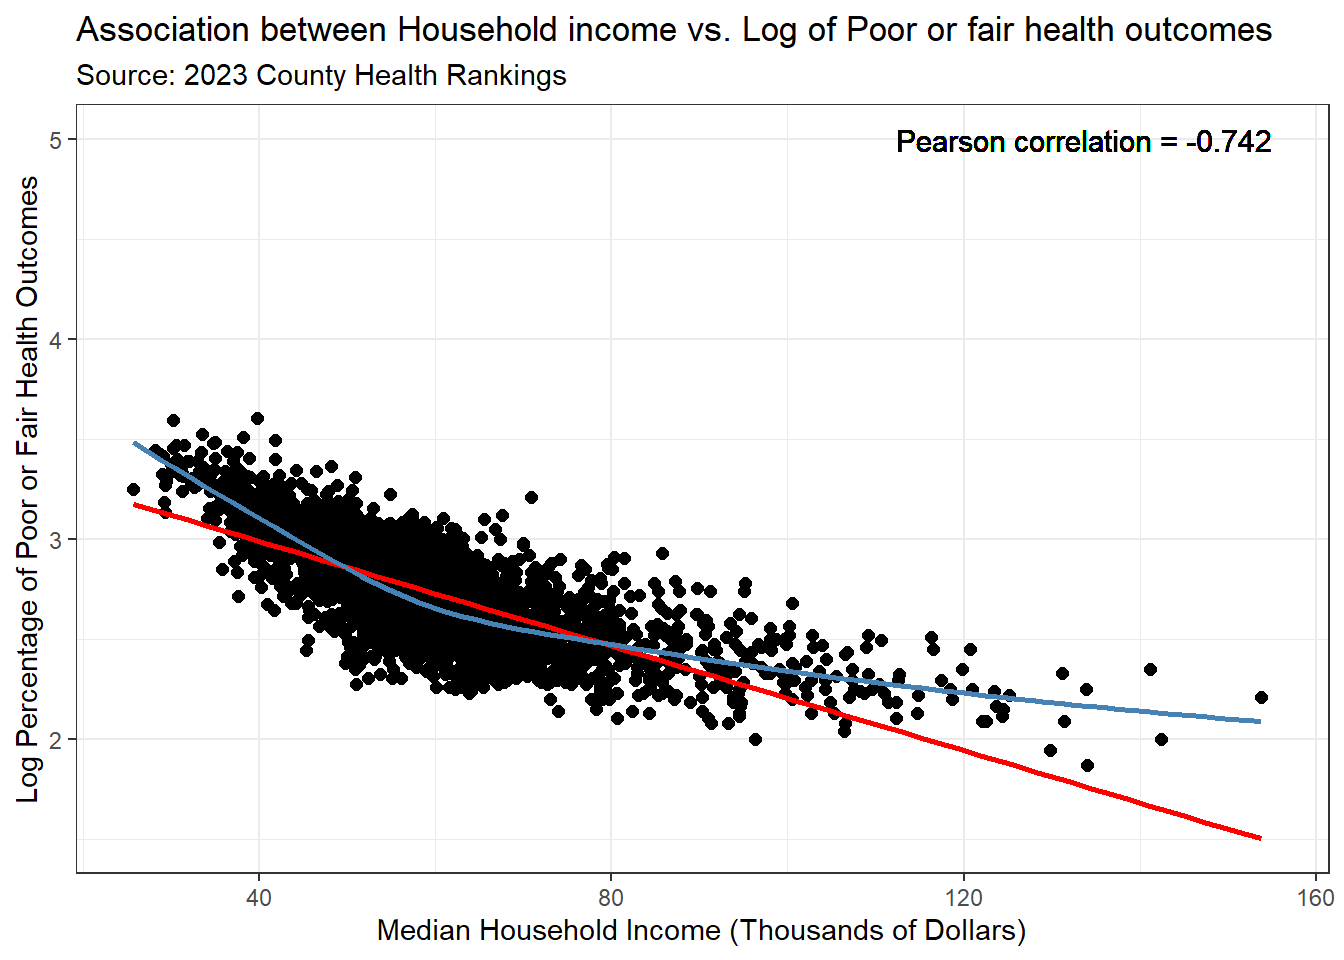 Association between Household income vs. Log of Poor or fair health outcomes
Source: 2023 County Health Rankings
Pearson correlation = -0.742
Log Percentage of Poor or Fair Health Outcomes
5
4
3
2
40
80
120
160
Median Household Income (Thousands of Dollars)